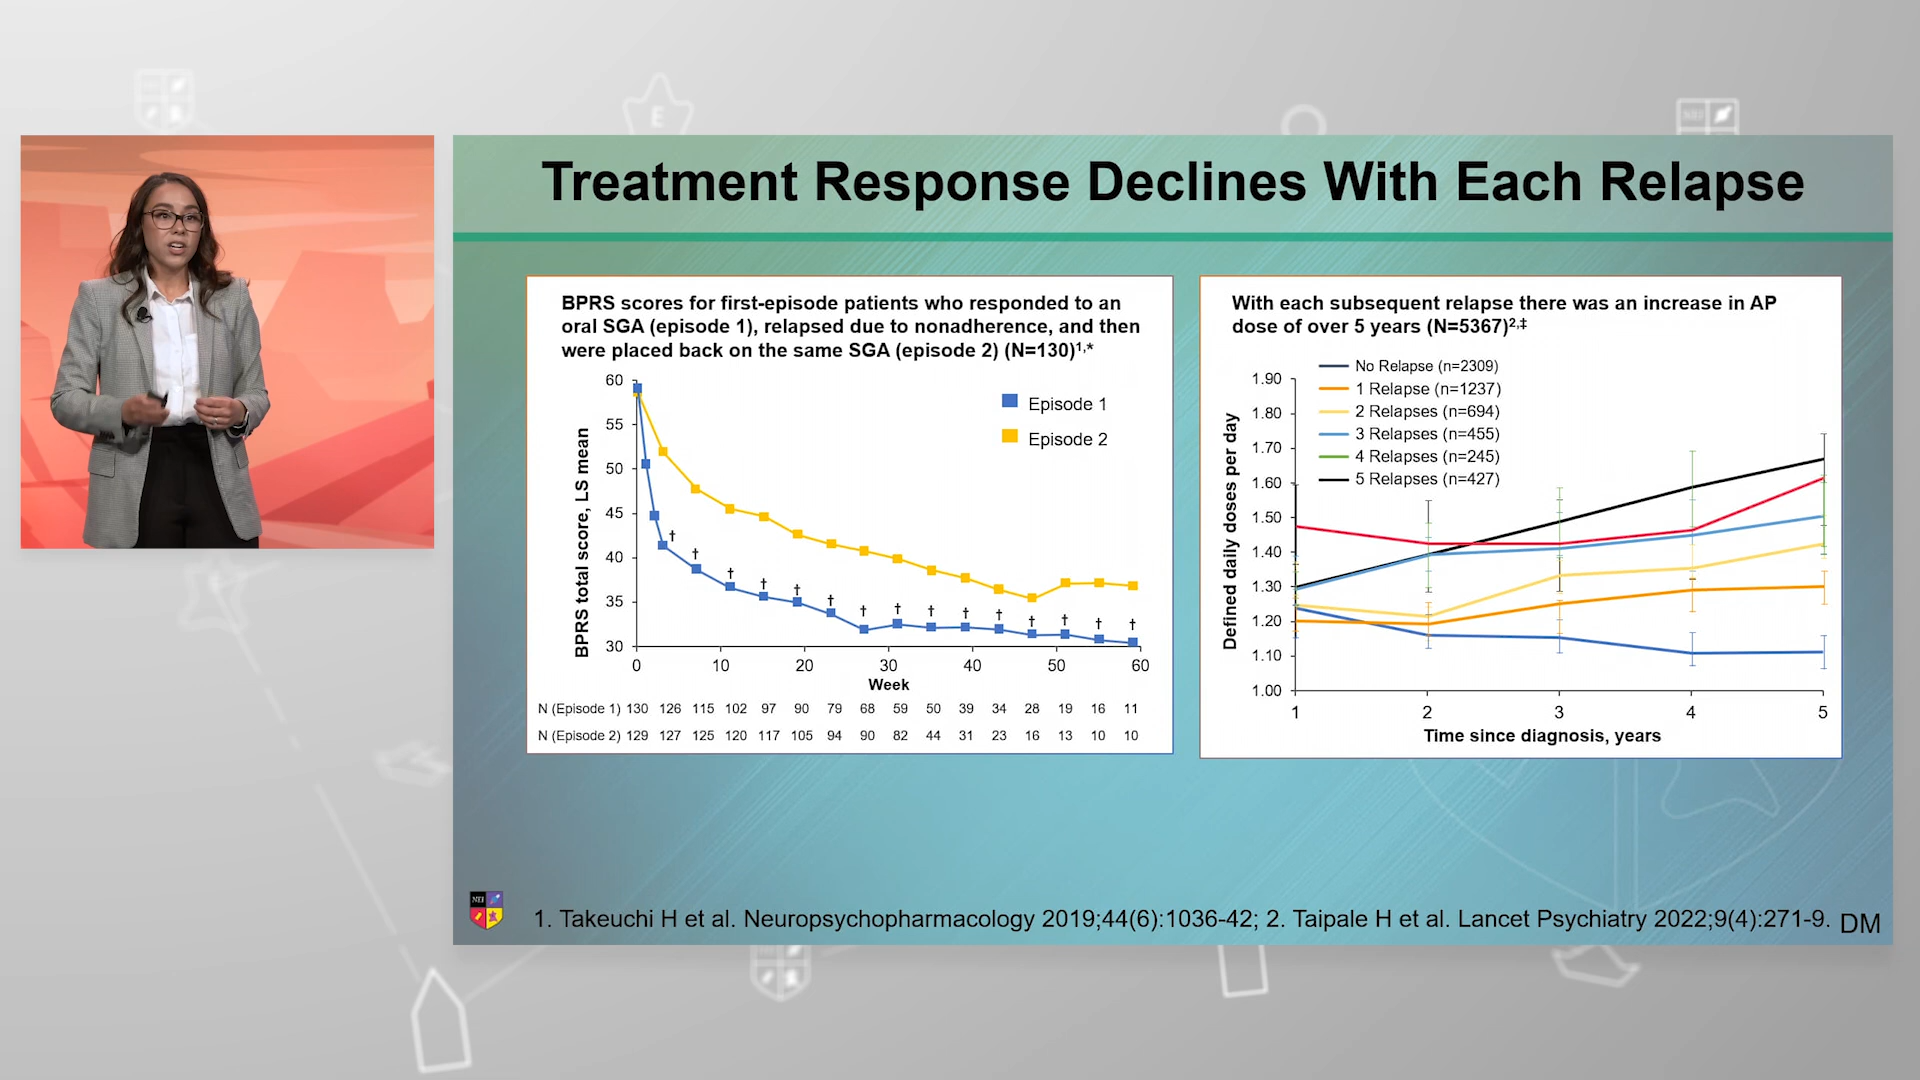 Treatment Response Declines With Each Relapse
BPRS scores for first-episode patients who responded to an
oral SGA (episode 1), relapsed due to nonadherence, and then
were placed back on the same SGA (episode 2) (N=130)¹,*
60
55
50
45
40
35
30
BPRS total score, LS mean
Episode 1
Episode 2
† † † † † † † † † † † † † † †
0 10 20 30 40 50 60
Week
N (Episode 1) 130 126 115 102 97 90 79 68 59 50 39 34 28 19 16 11
N (Episode 2) 129 127 125 120 117 105 94 90 82 44 31 23 16 13 10 10
With each subsequent relapse there was an increase in AP
dose of over 5 years (N=5367)²,‡
No Relapse (n=2309)
1 Relapse (n=1237)
2 Relapses (n=694)
3 Relapses (n=455)
4 Relapses (n=245)
5 Relapses (n=427)
1.90
1.80
1.70
1.60
1.50
1.40
1.30
1.20
1.10
1.00
Defined daily doses per day
1 2 3 4 5
Time since diagnosis, years
NEI
1. Takeuchi H et al. Neuropsychopharmacology 2019;44(6):1036-42; 2. Taipale H et al. Lancet Psychiatry 2022;9(4):271-9.
DM
E
NEI